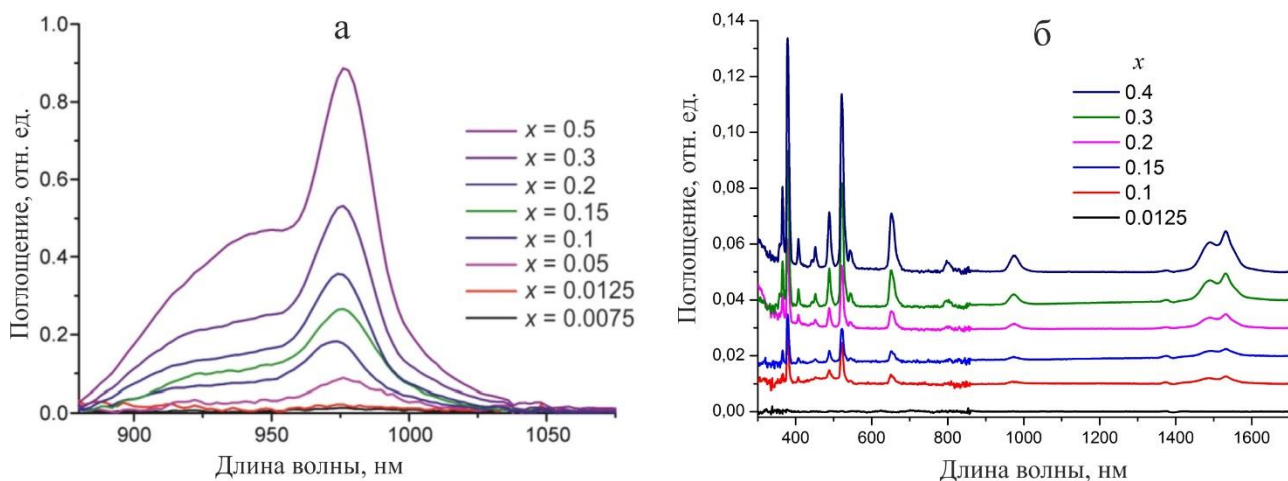 а
Поглощение, отн. ед.
1.0
0.8
0.6
0.4
0.2
0.0
x = 0.5
x = 0.3
x = 0.2
x = 0.15
x = 0.1
x = 0.05
x = 0.0125
x = 0.0075
900
950
1000
1050
Длина волны, нм
б
Поглощение, отн. ед.
0,14
0,12
0,10
0,08
0,06
0,04
0,02
0,00
x
0.4
0.3
0.2
0.15
0.1
0.0125
400
600
800
1000
1200
1400
1600
Длина волны, нм